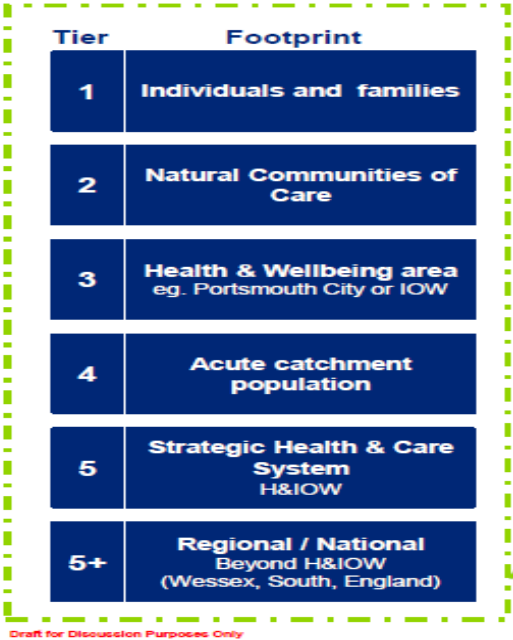 Tier Footprint
1 Individuals and families
2 Natural Communities of
Care
3 Health & Wellbeing area
eg. Portsmouth City or IOW
4 Acute catchment
population
5 Strategic Health & Care
System
H&IOW
5+ Regional / National
Beyond H&IOW
(Wessex, South, England)
Draft for Discussion Purposes Only